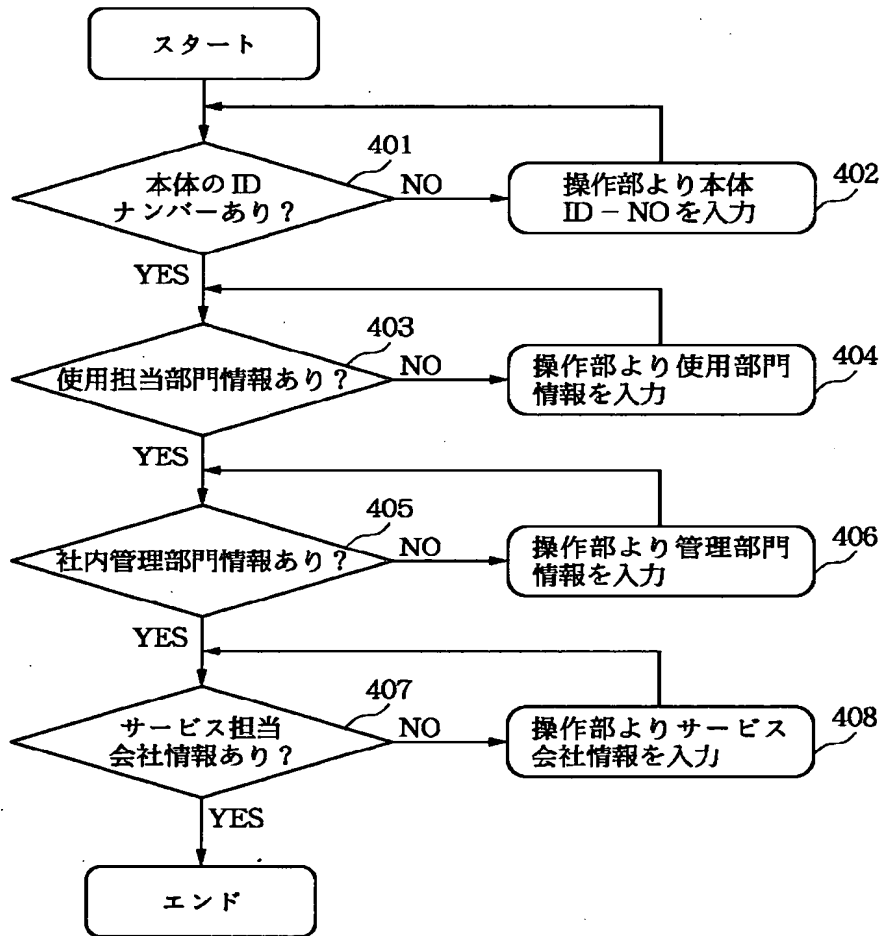 スタート
401
本体のID
ナンバーあり?
NO
操作部より本体
ID-NOを入力
402
YES
403
使用担当部門情報あり?
NO
操作部より使用部門
情報を入力
404
YES
405
社内管理部門情報あり?
NO
操作部より管理部門
情報を入力
406
YES
407
サービス担当
会社情報あり?
NO
操作部よりサービス
会社情報を入力
408
YES
エンド